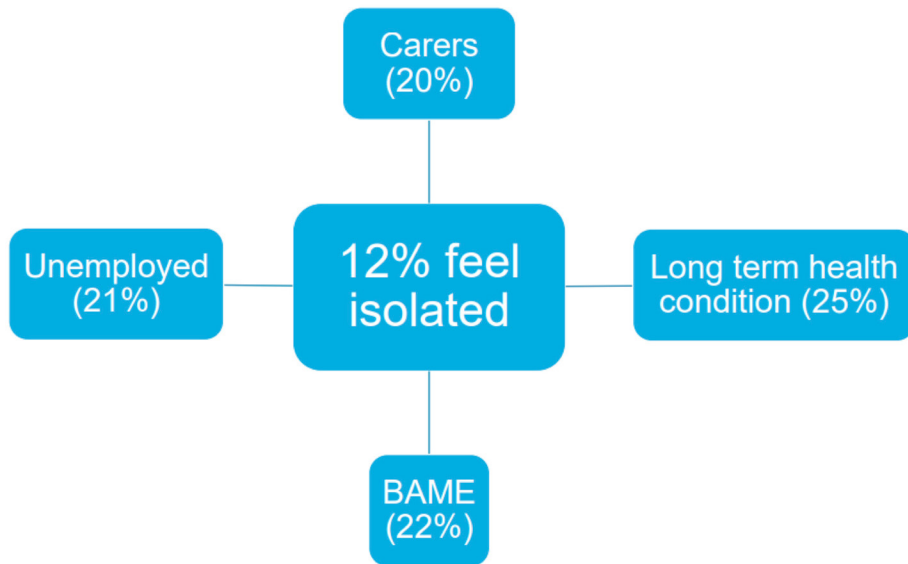 Carers
(20%)
Unemployed
(21%)
12% feel
isolated
Long term health
condition (25%)
BAME
(22%)